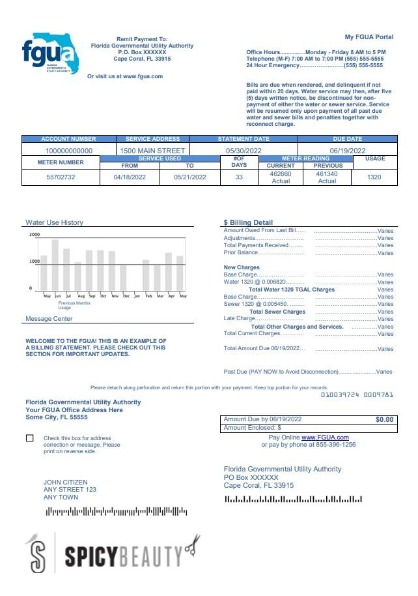 fgua
Remit Payment To:
Florida Governmental Utility Authority
P.O. Box XXXXXX
Cape Coral, FL 33915
Or visit us at www.fgua.com
My FGUA Portal
Office Hours..............Monday - Friday 8 AM to 5 PM
Telephone (M-F) 7:00 AM to 7:00 PM (555) 555-5555
24 Hour Emergency.....................(555) 555-5555
Bills are due when rendered, and delinquent if not
paid within 20 days. Water service may then, after five
(5) days written notice, be discontinued for non-
payment of either the water or sewer service. Service
will be resumed only upon payment of all past due
water and sewer bills and penalties together with
reconnect charge.
ACCOUNT NUMBER SERVICE ADDRESS STATEMENT DATE DUE DATE
100000000000 1500 MAIN STREET 05/30/2022 06/19/2022
METER NUMBER SERVICE USED #OF DAYS METER READING USAGE
FROM TO CURRENT PREVIOUS
55702732 04/18/2022 05/21/2022 33 462660 Actual 461340 Actual 1320
Water Use History
2000
1000
0
May Jun Jul Aug Sep Oct Nov Dec Jan Feb Mar Apr May
Previous Months
Usage
Message Center
WELCOME TO THE FGUA! THIS IS AN EXAMPLE OF
A BILLING STATEMENT. PLEASE CHECK OUT THIS
SECTION FOR IMPORTANT UPDATES.
$ Billing Detail
Amount Owed From Last Bill.... Varies
Adjustments... Varies
Total Payments Received... Varies
Prior Balance... Varies
New Charges
Base Charge... Varies
Water 1320 @ Varies
Total Water 1320 TGAL Charges Varies
Base Charge... Varies
Sewer 1320 @ Varies
Total Sewer Charges Varies
Late Charge... Varies
Total Other Charges and Services. Varies
Total Current Charges... Varies
Total Amount Due 06/19/2022... Varies
Past Due (PAY NOW to Avoid Disconnection) Varies
Please detach along perforation and return this portion with your payment. Keep top portion for your records.
010039724 0009781
Florida Governmental Utility Authority
Your FGUA Office Address Here
Some City, FL 55555
Amount Due by 06/19/2022 $0.00
Amount Enclosed: $
Check this box for address
correction or message. Please
print on reverse side.
Pay Online www.FGUA.com
or pay by phone at 855-396-1256
JOHN CITIZEN
ANY STREET 123
ANY TOWN
Florida Governmental Utility Authority
PO Box XXXXXX
Cape Coral, FL 33915
SPICYBEAUTY